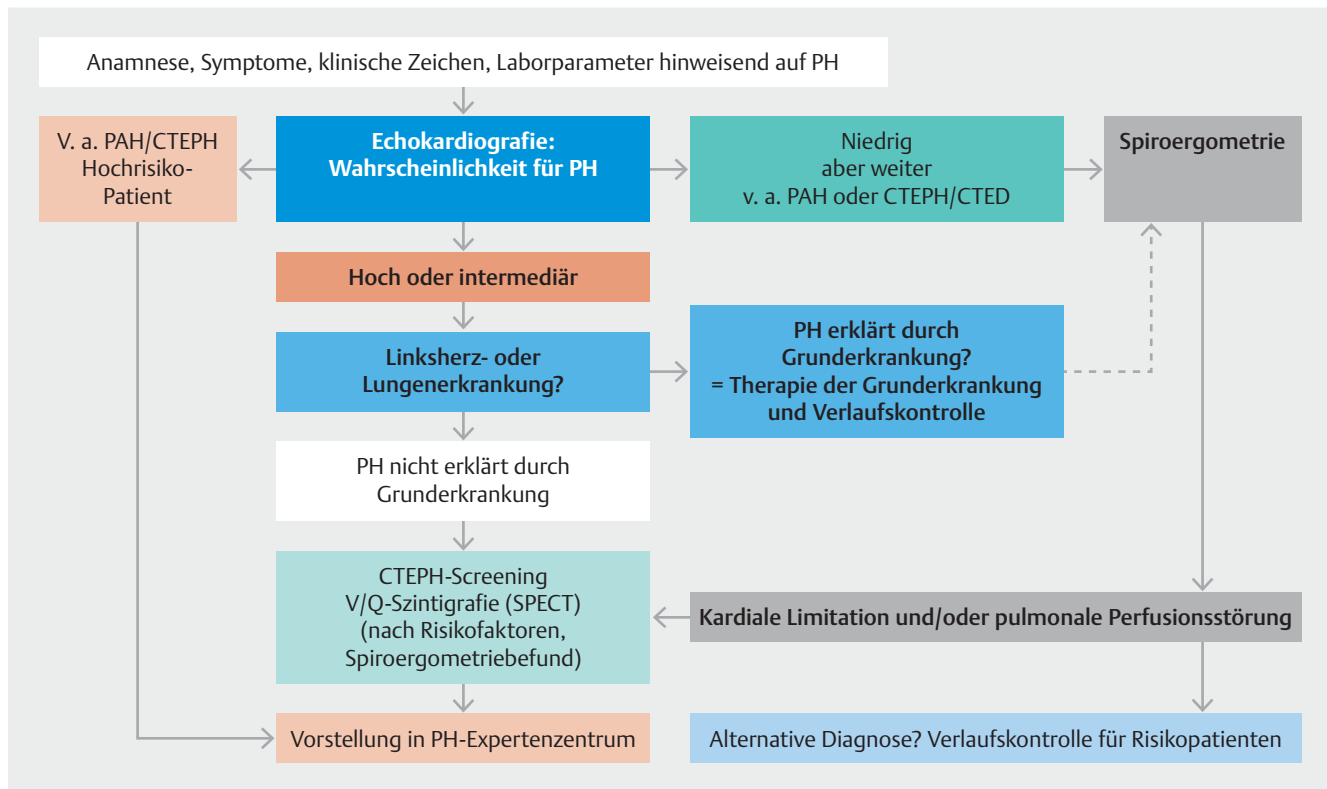 Anamnese, Symptome, klinische Zeichen, Laborparameter hinweisend auf PH
V. a. PAH/CTEPH
Hochrisiko-
Patient
Echokardiografie:
Wahrscheinlichkeit für PH
Niedrig
aber weiter
v. a. PAH oder CTEPH/CTED
Spiroergometrie
Hoch oder intermediär
Linksherz- oder
Lungenerkrankung?
PH erklärt durch
Grunderkrankung?
= Therapie der Grunderkrankung
und Verlaufskontrolle
PH nicht erklärt durch
Grunderkrankung
CTEPH-Screening
V/Q-Szintigrafie (SPECT)
(nach Risikofaktoren,
Spiroergometriebefund)
Kardiale Limitation und/oder pulmonale Perfusionsstörung
Vorstellung in PH-Expertenzentrum
Alternative Diagnose? Verlaufskontrolle für Risikopatienten